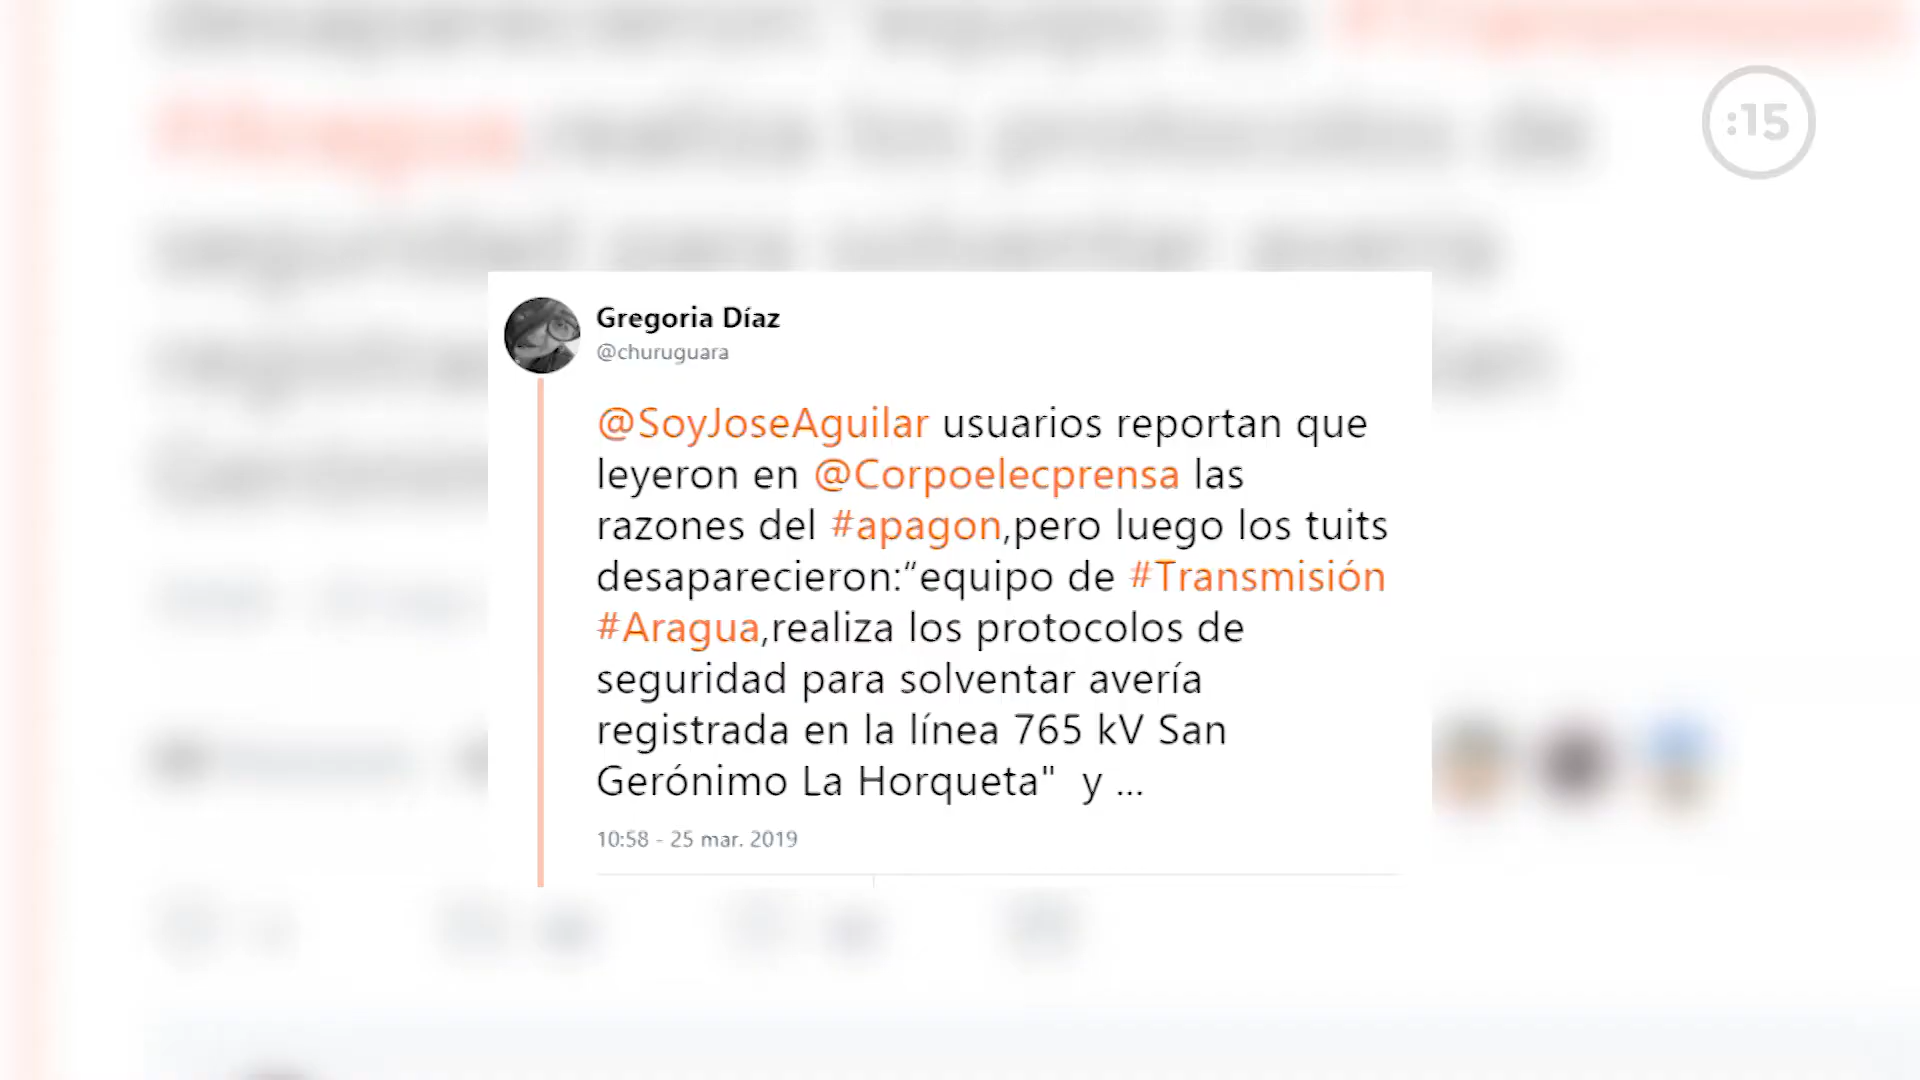 :15
Gregoria Díaz
@churuguara
@SoyJoseAguilar usuarios reportan que
leyeron en @Corpoelecprensa las
razones del #apagon,pero luego los tuits
desaparecieron:“equipo de #Transmisión
#Aragua,realiza los protocolos de
seguridad para solventar avería
registrada en la línea 765 kV San
Gerónimo La Horqueta"  y ...
10:58 - 25 mar. 2019